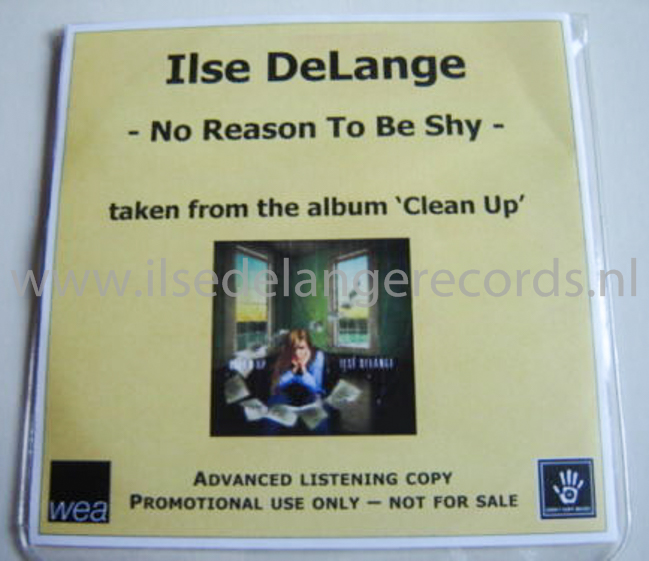 Ilse DeLange
- No Reason To Be Shy -
taken from the album ‘Clean Up’
www.ilsedelangerecords.nl
UP ILSE DELANGE
ADVANCED LISTENING COPY
PROMOTIONAL USE ONLY – NOT FOR SALE
wea